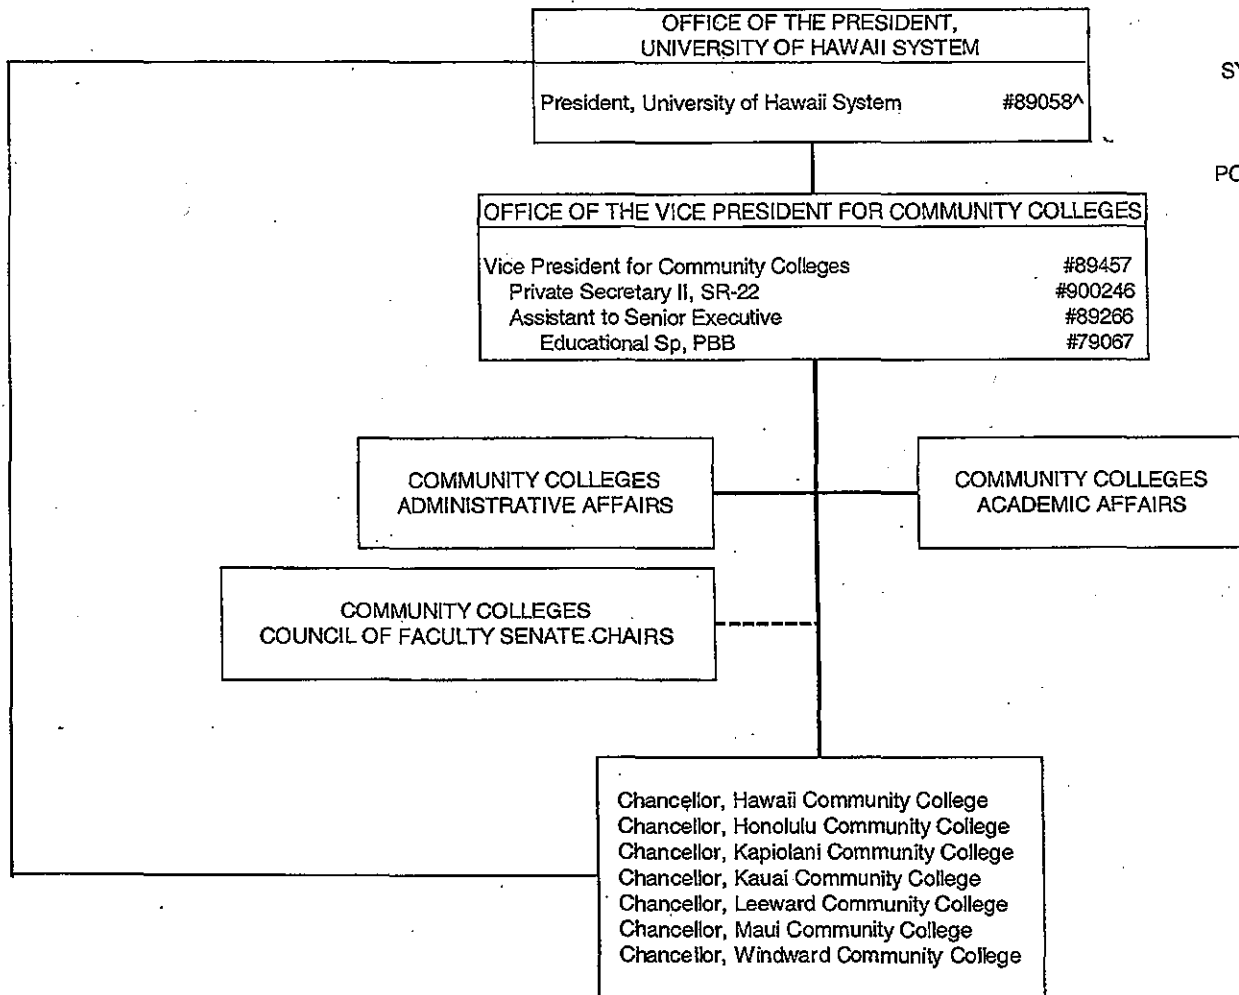 OFFICE OF THE PRESIDENT,
UNIVERSITY OF HAWAII SYSTEM
President, University of Hawaii System #89058^
SY
PO
OFFICE OF THE VICE PRESIDENT FOR COMMUNITY COLLEGES
Vice President for Community Colleges #89457
Private Secretary II, SR-22 #900246
Assistant to Senior Executive #89266
Educational Sp, PBB #79067
COMMUNITY COLLEGES
ADMINISTRATIVE AFFAIRS
COMMUNITY COLLEGES
ACADEMIC AFFAIRS
COMMUNITY COLLEGES
COUNCIL OF FACULTY SENATE CHAIRS
Chancellor, Hawaii Community College
Chancellor, Honolulu Community College
Chancellor, Kapiolani Community College
Chancellor, Kauai Community College
Chancellor, Leeward Community College
Chancellor, Maui Community College
Chancellor, Windward Community College